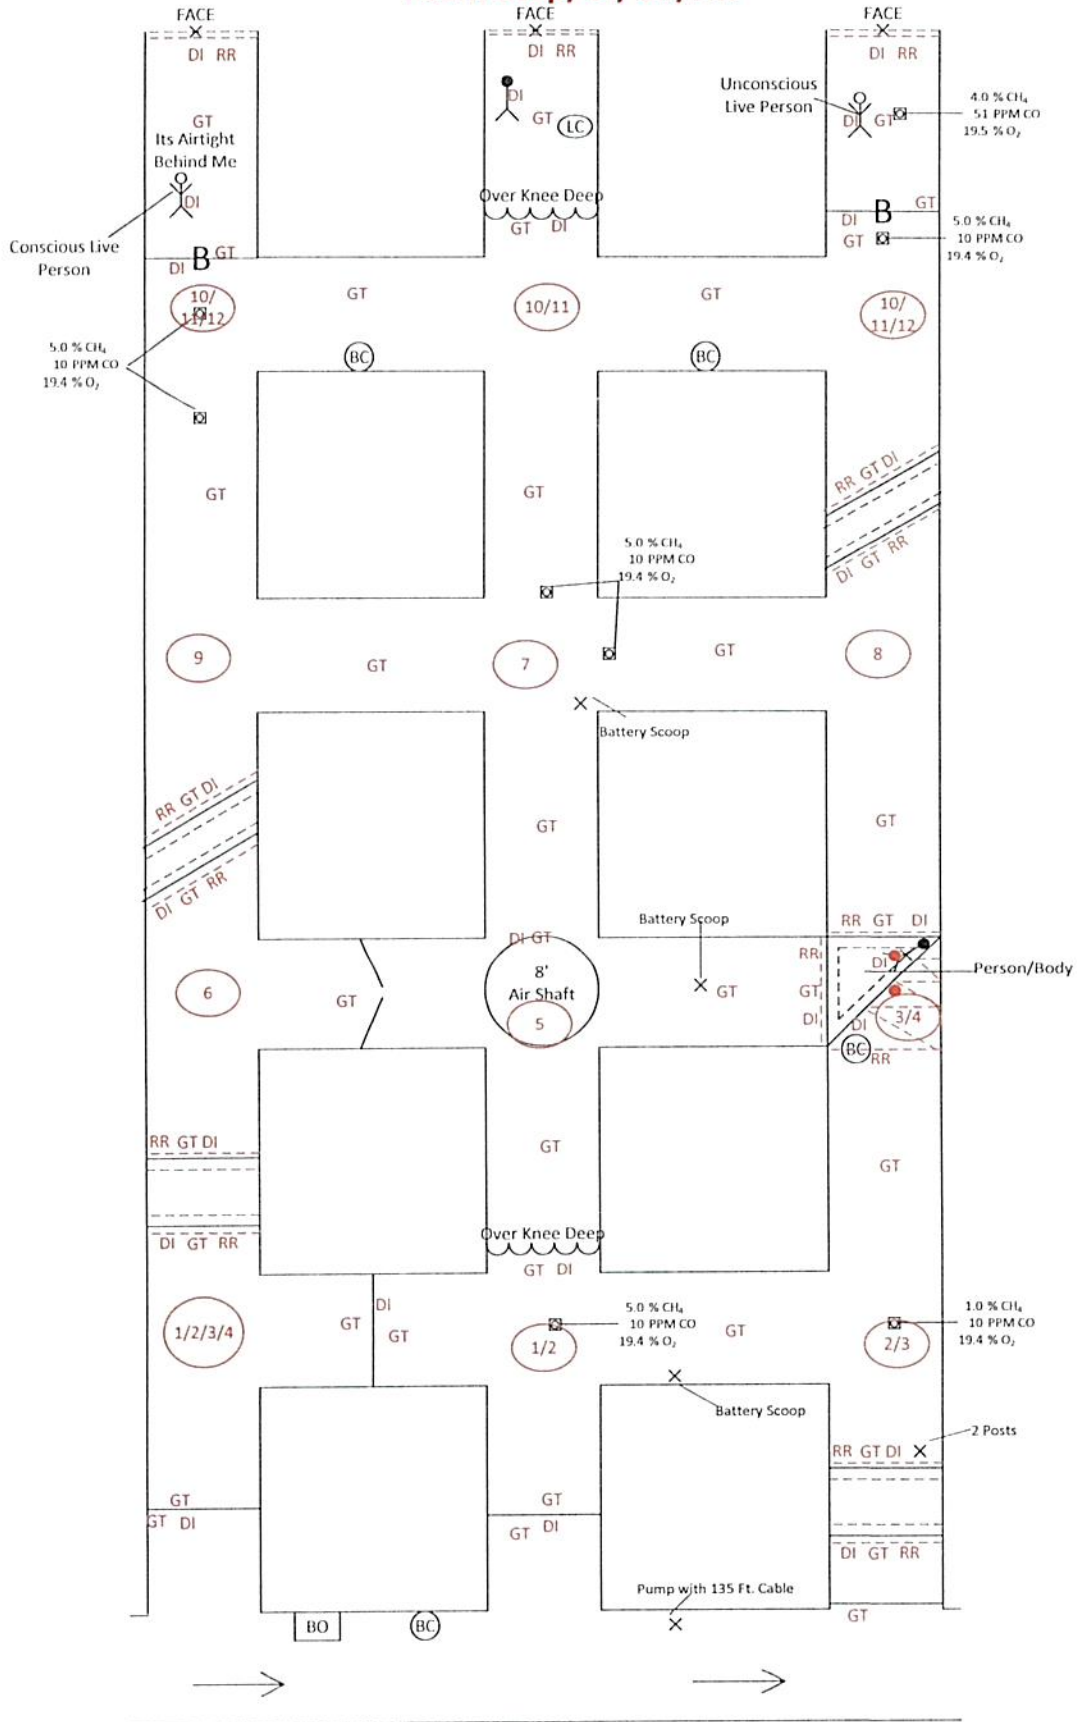 FACE
FACE
FACE
DI RR
DI RR
DI RR
GT
Its Airtight
Behind Me
DI
Conscious Live
Person
DI B GT
DI
GT
LC
Over Knee Deep
GT DI
Unconscious
Live Person
DI GT
4.0 % CH₄
51 PPM CO
19.5 % O₂
GT
DI B
GT
5.0 % CH₄
10 PPM CO
19.4 % O₂
10/
11/12
GT
10/11
GT
10/
11/12
BC
BC
5.0 % CH₄
10 PPM CO
19.4 % O₂
GT
GT
RR GT DI
DI GT RR
5.0 % CH₄
10 PPM CO
19.4 % O₂
9
GT
7
GT
8
Battery Scoop
RR GT DI
DI GT RR
GT
GT
Battery Scoop
RR GT DI
DI GT
8'
Air Shaft
5
6
GT
GT
RR
GT
DI
DI
Person/Body
3/4
DI
BC
RR
RR GT DI
DI GT RR
GT
GT
Over Knee Deep
GT DI
1/2/3/4
GT
DI
GT
5.0 % CH₄
10 PPM CO
19.4 % O₂
1/2
GT
1.0 % CH₄
10 PPM CO
19.4 % O₂
2/3
Battery Scoop
2 Posts
RR GT DI
DI GT RR
GT
GT DI
GT
GT DI
Pump with 135 Ft. Cable
GT
BO
BC